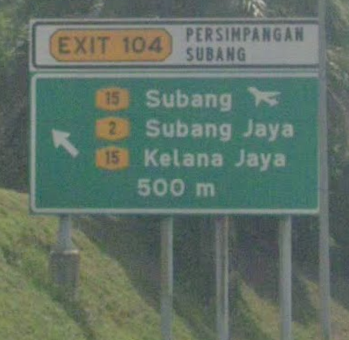 EXIT 104 PERSIMPANGAN
SUBANG
15 Subang
2 Subang Jaya
15 Kelana Jaya
500 m